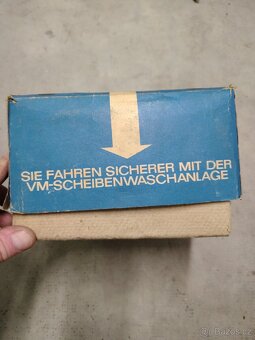 SIE FAHREN SICHERER MIT DER
VM-SCHEIBENWASCHANLAGE